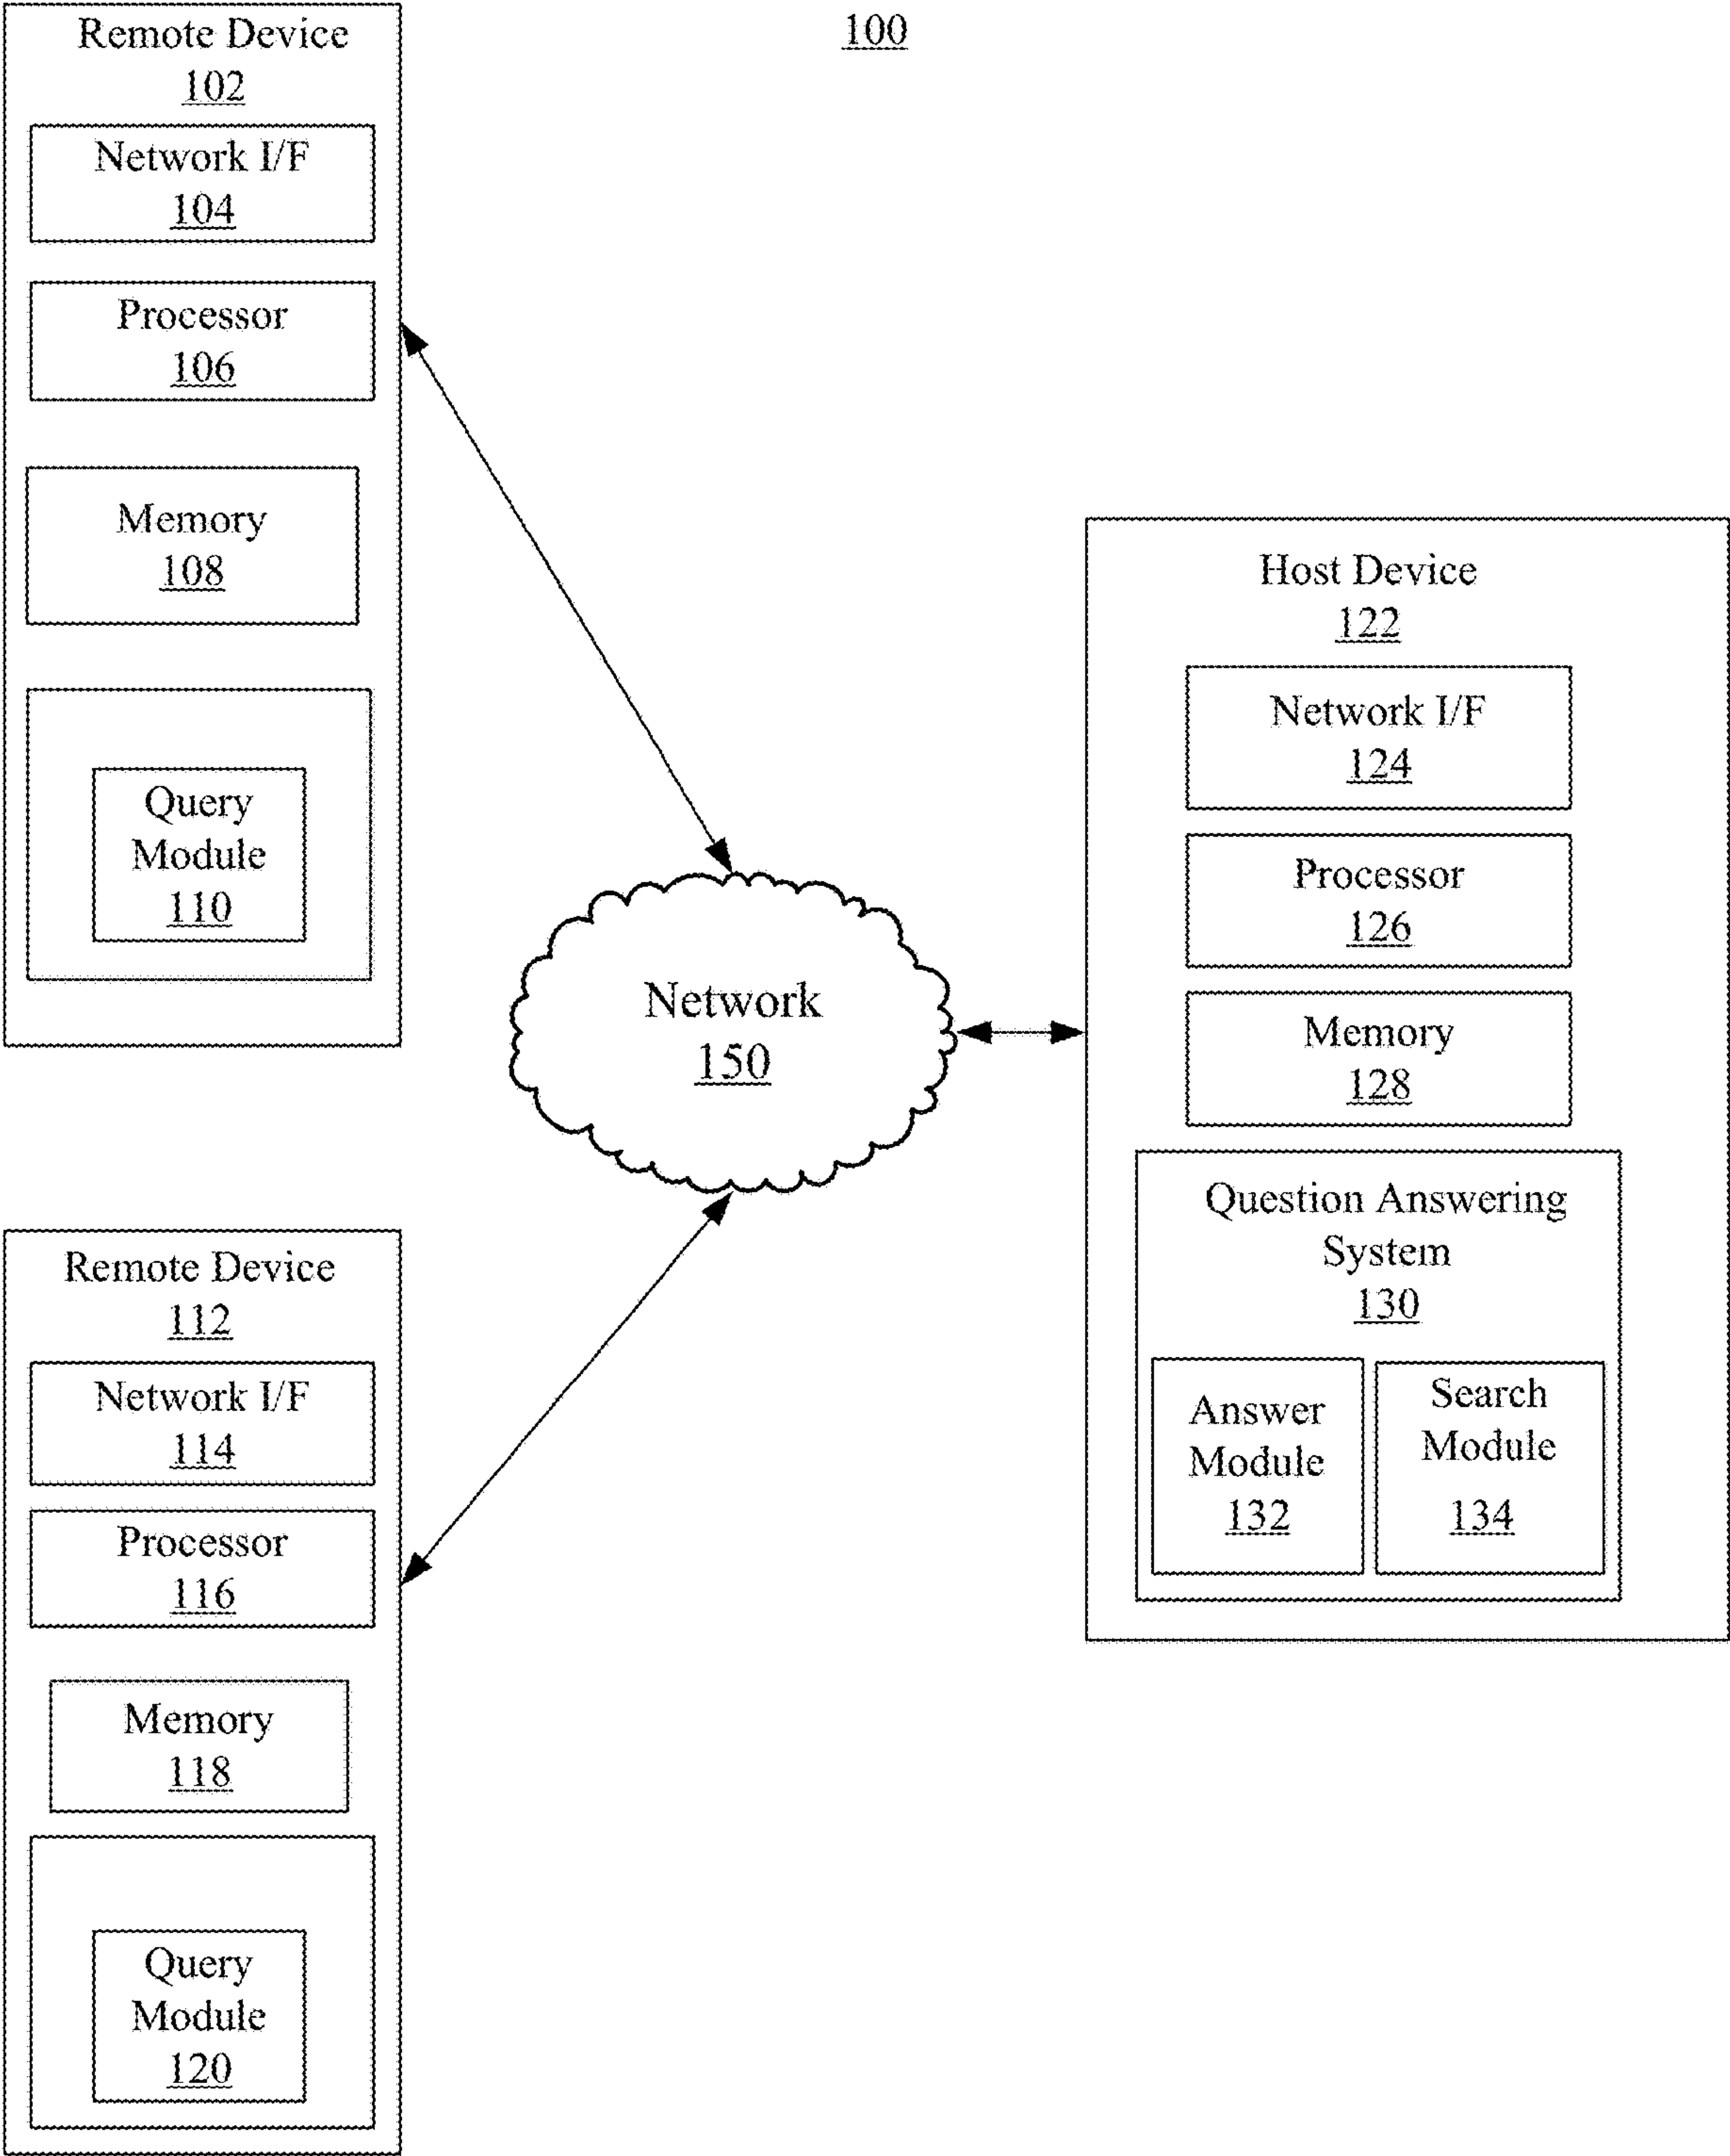 100
Remote Device
102
Network I/F
104
Processor
106
Memory
108
Query
Module
110
Network
150
Remote Device
112
Network I/F
114
Processor
116
Memory
118
Query
Module
120
Host Device
122
Network I/F
124
Processor
126
Memory
128
Question Answering
System
130
Answer
Module
132
Search
Module
134